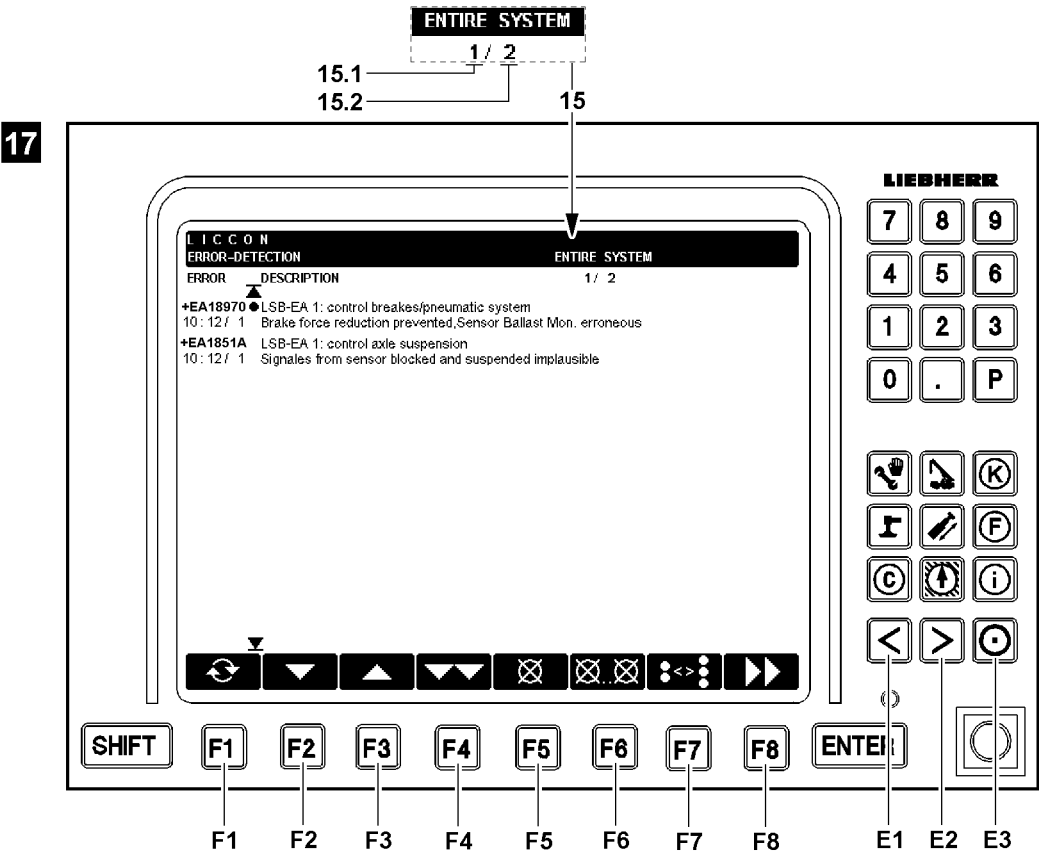 ENTIRE SYSTEM
1/ 2
15.1
15.2
15
17
LIEBHERR
7 8 9
LICCON
ERROR-DETECTION ENTIRE SYSTEM
ERROR DESCRIPTION 1/ 2
4 5 6
+EA18970 ● LSB-EA 1: control breakes/pneumatic system
10:12/ 1 Brake force reduction prevented,Sensor Ballast Mon. erroneous
1 2 3
+EA1851A LSB-EA 1: control axle suspension
10:12/ 1 Signales from sensor blocked and suspended implausible
0 . P
K
F
C i
< >
SHIFT F1 F2 F3 F4 F5 F6 F7 F8 ENTER
F1 F2 F3 F4 F5 F6 F7 F8 E1 E2 E3